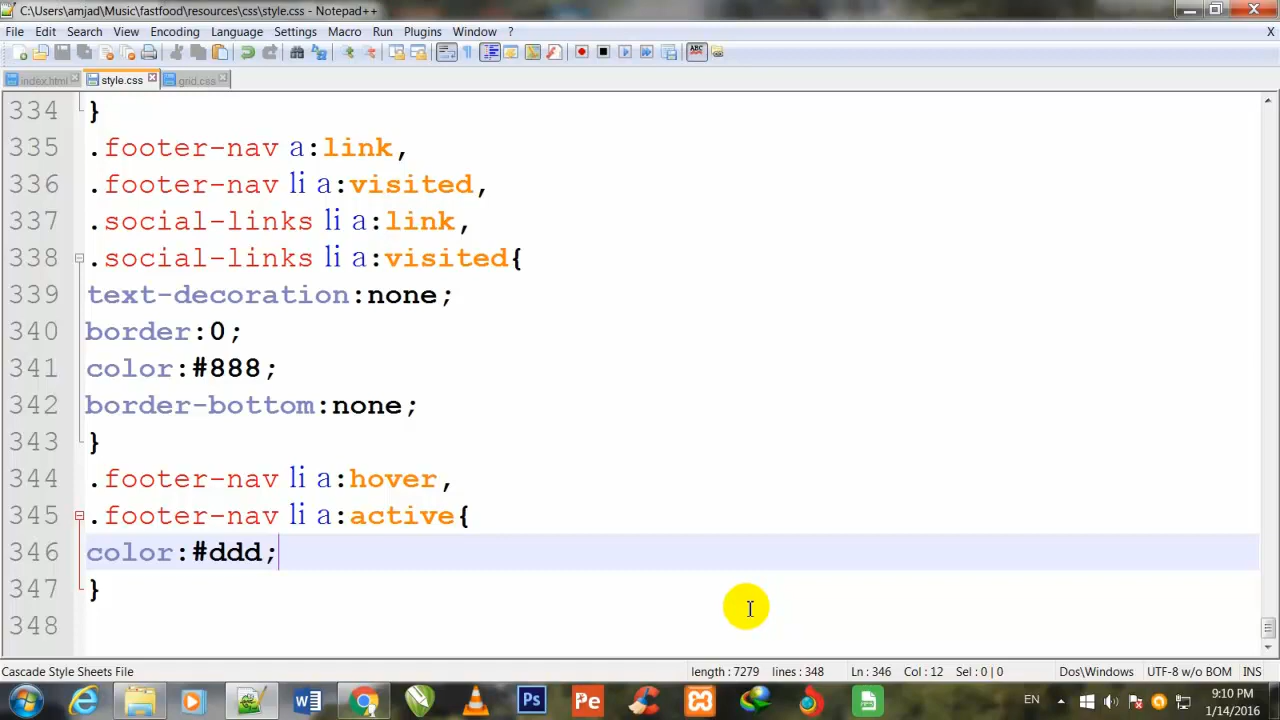 C:\Users\amjad\Music\fastfood\resources\css\style.css - Notepad++
File Edit Search View Encoding Language Settings Macro Run Plugins Window ? X
index.html style.css grid.css
334 }
335 .footer-nav a:link,
336 .footer-nav li a:visited,
337 .social-links li a:link,
338 .social-links li a:visited{
339 text-decoration:none;
340 border:0;
341 color:#888;
342 border-bottom:none;
343 }
344 .footer-nav li a:hover,
345 .footer-nav li a:active{
346 color:#ddd;
347 }
348
Cascade Style Sheets File length : 7279 lines : 348 Ln : 346 Col : 12 Sel : 0 | 0 Dos\Windows UTF-8 w/o BOM INS
W Ps Pe EN 9:10 PM
1/14/2016